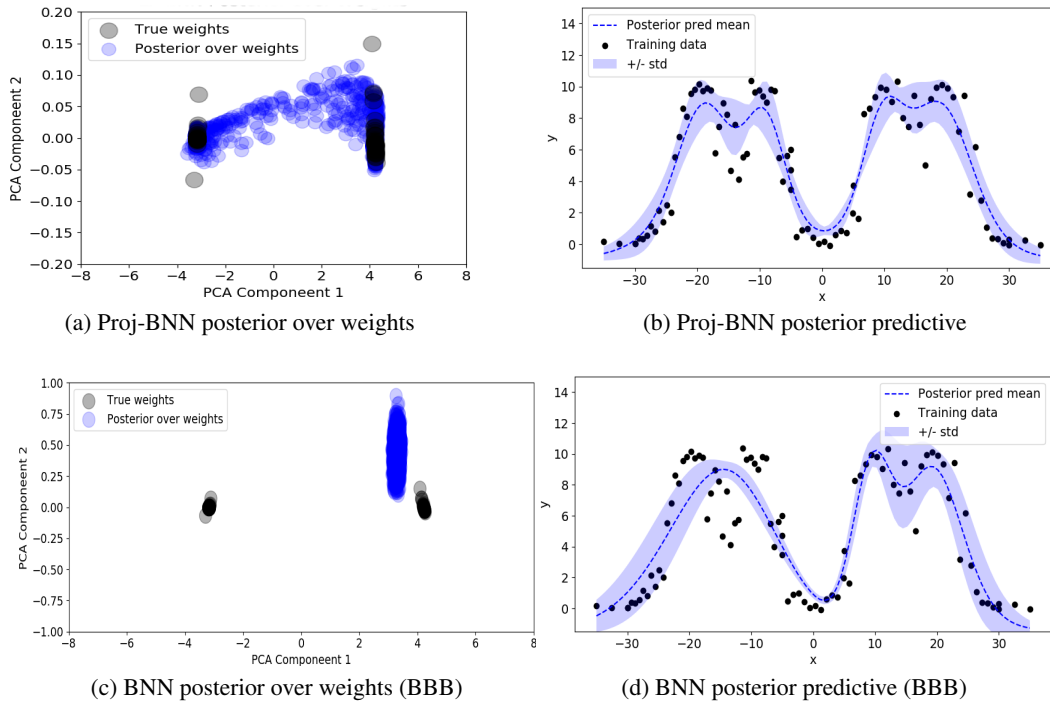 True weights
Posterior over weights
0.20
0.15
0.10
0.05
0.00
−0.05
−0.10
−0.15
−0.20
PCA Component 2
−8 −6 −4 −2 0 2 4 6 8
PCA Componeent 1
(a) Proj-BNN posterior over weights
Posterior pred mean
Training data
+/- std
14
12
10
8
6
4
2
0
y
−30 −20 −10 0 10 20 30
x
(b) Proj-BNN posterior predictive
True weights
Posterior over weights
1.00
0.75
0.50
0.25
0.00
−0.25
−0.50
−0.75
−1.00
PCA Component 2
−8 −6 −4 −2 0 2 4 6 8
PCA Componeent 1
(c) BNN posterior over weights (BBB)
Posterior pred mean
Training data
+/- std
14
12
10
8
6
4
2
0
y
−30 −20 −10 0 10 20 30
x
(d) BNN posterior predictive (BBB)